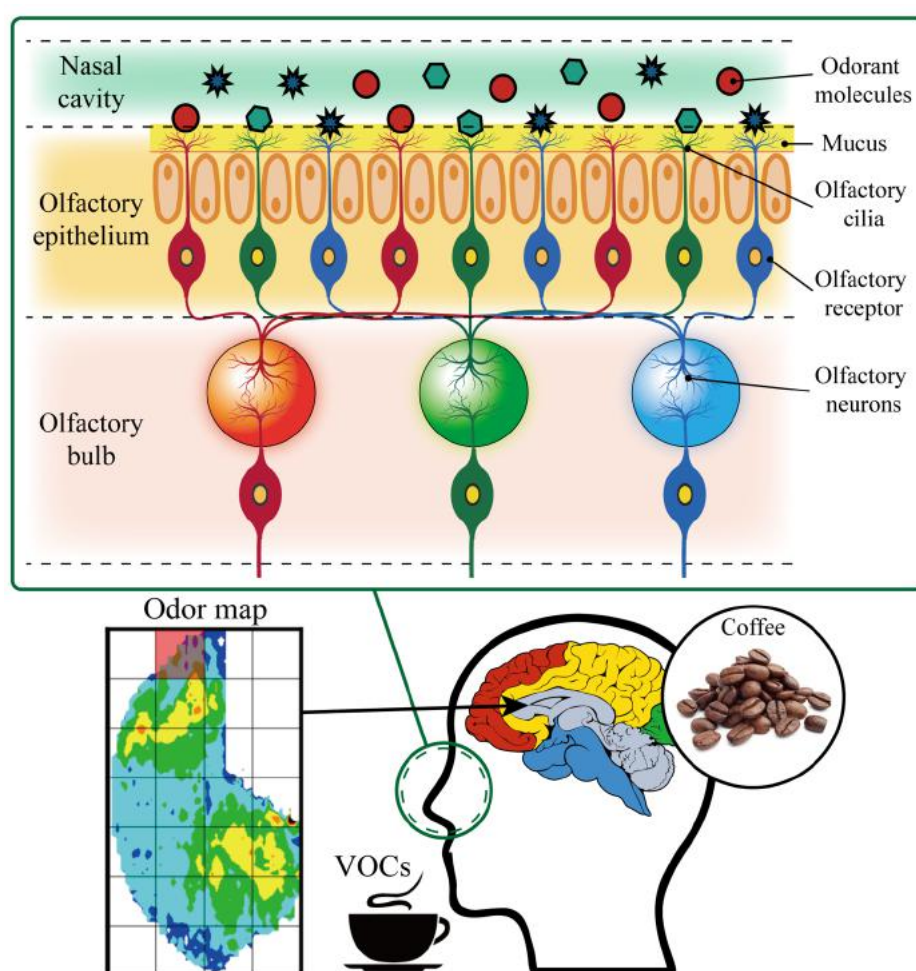 Nasal
cavity
Odorant
molecules
Mucus
Olfactory
epithelium
Olfactory
cilia
Olfactory
receptor
Olfactory
bulb
Olfactory
neurons
Odor map
Coffee
VOCs